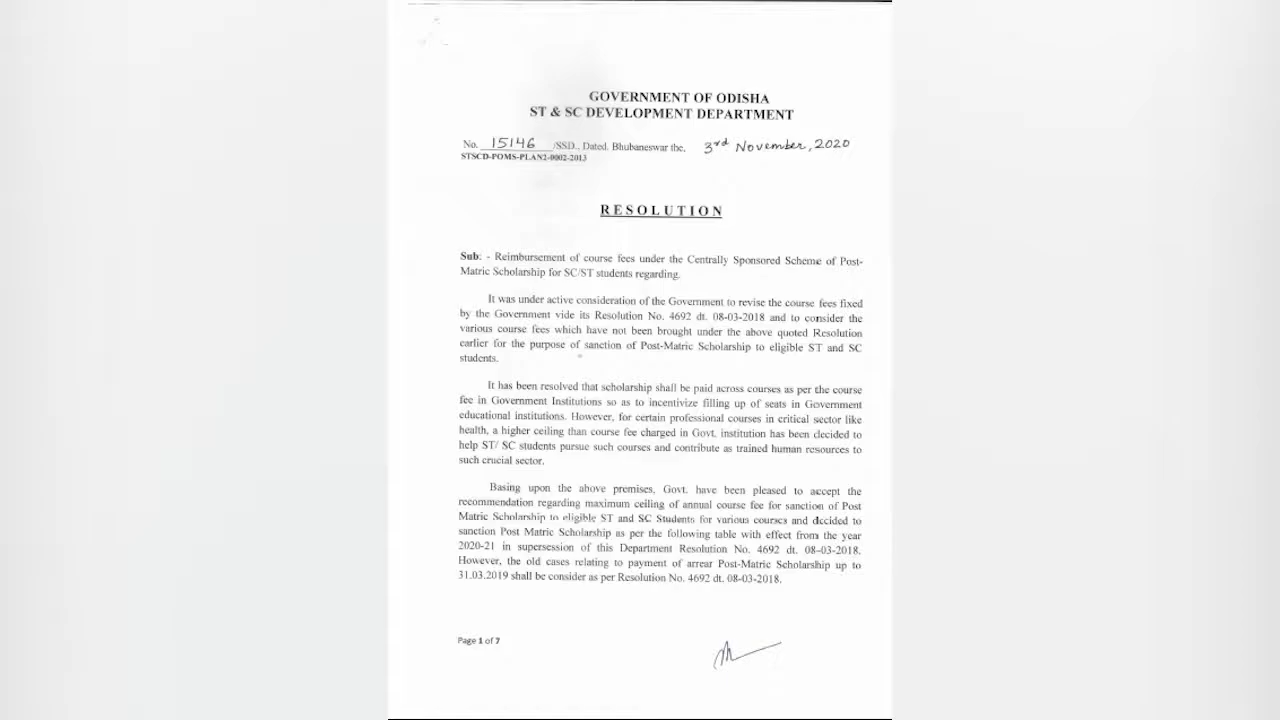 GOVERNMENT OF ODISHA
ST & SC DEVELOPMENT DEPARTMENT
No. 15146 /SSD., Dated. Bhubaneswar the, 3rd November, 2020
STSCD-POMS-PLAN2-0002-2013
RESOLUTION
Sub: - Reimbursement of course fees under the Centrally Sponsored Scheme of Post-
Matric Scholarship for SC/ST students regarding.
It was under active consideration of the Government to revise the course fees fixed
by the Government vide its Resolution No. 4692 dt. 08-03-2018 and to consider the
various course fees which have not been brought under the above quoted Resolution
earlier for the purpose of sanction of Post-Matric Scholarship to eligible ST and SC
students.
It has been resolved that scholarship shall be paid across courses as per the course
fee in Government Institutions so as to incentivize filling up of seats in Government
educational institutions. However, for certain professional courses in critical sector like
health, a higher ceiling than course fee charged in Govt. institution has been decided to
help ST/ SC students pursue such courses and contribute as trained human resources to
such crucial sector.
Basing upon the above premises, Govt. have been pleased to accept the
recommendation regarding maximum ceiling of annual course fee for sanction of Post
Matric Scholarship to eligible ST and SC Students for various courses and decided to
sanction Post Matric Scholarship as per the following table with effect from the year
2020-21 in supersession of this Department Resolution No. 4692 dt. 08-03-2018.
However, the old cases relating to payment of arrear Post-Matric Scholarship up to
31.03.2019 shall be consider as per Resolution No. 4692 dt. 08-03-2018.
Page 1 of 7